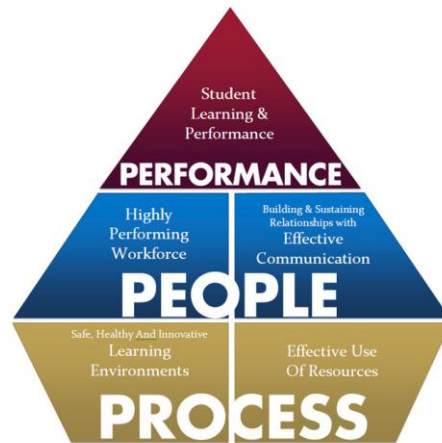 Student
Learning &
Performance
PERFORMANCE
Highly
Performing
Workforce
Building & Sustaining
Relationships with
Effective
Communication
PEOPLE
Safe, Healthy And Innovative
Learning
Environments
Effective Use
Of Resources
PROCESS